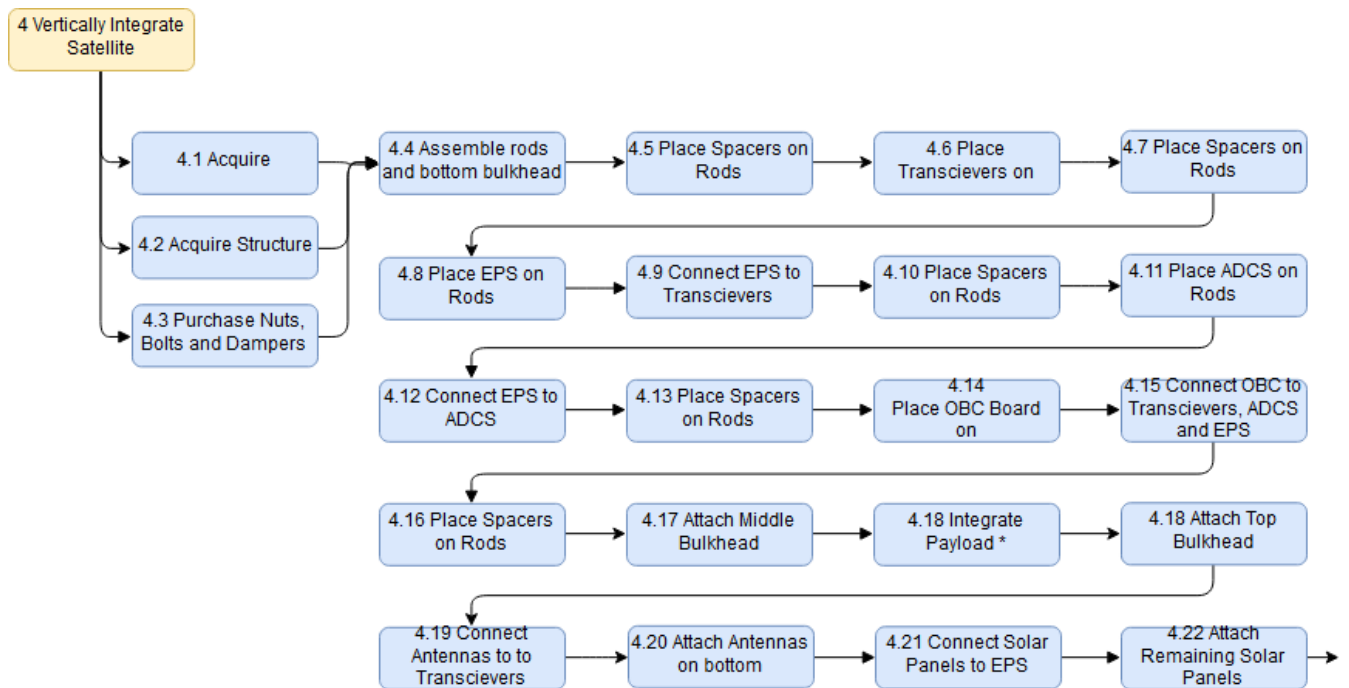 4 Vertically Integrate
Satellite
4.1 Acquire
4.2 Acquire Structure
4.3 Purchase Nuts,
Bolts and Dampers
4.4 Assemble rods
and bottom bulkhead
4.5 Place Spacers on
Rods
4.6 Place
Transcievers on
4.7 Place Spacers on
Rods
4.8 Place EPS on
Rods
4.9 Connect EPS to
Transcievers
4.10 Place Spacers
on Rods
4.11 Place ADCS on
Rods
4.12 Connect EPS to
ADCS
4.13 Place Spacers
on Rods
4.14
Place OBC Board
on
4.15 Connect OBC to
Transcievers, ADCS
and EPS
4.16 Place Spacers
on Rods
4.17 Attach Middle
Bulkhead
4.18 Integrate
Payload *
4.18 Attach Top
Bulkhead
4.19 Connect
Antennas to to
Transcievers
4.20 Attach Antennas
on bottom
4.21 Connect Solar
Panels to EPS
4.22 Attach
Remaining Solar
Panels